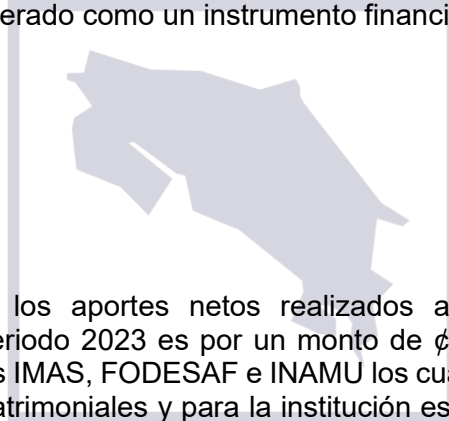 erado como un instrumento financi
los aportes netos realizados a
eriodo 2023 es por un monto de ₡
s IMAS, FODESAF e INAMU los cua
atrimoniales y para la institución es